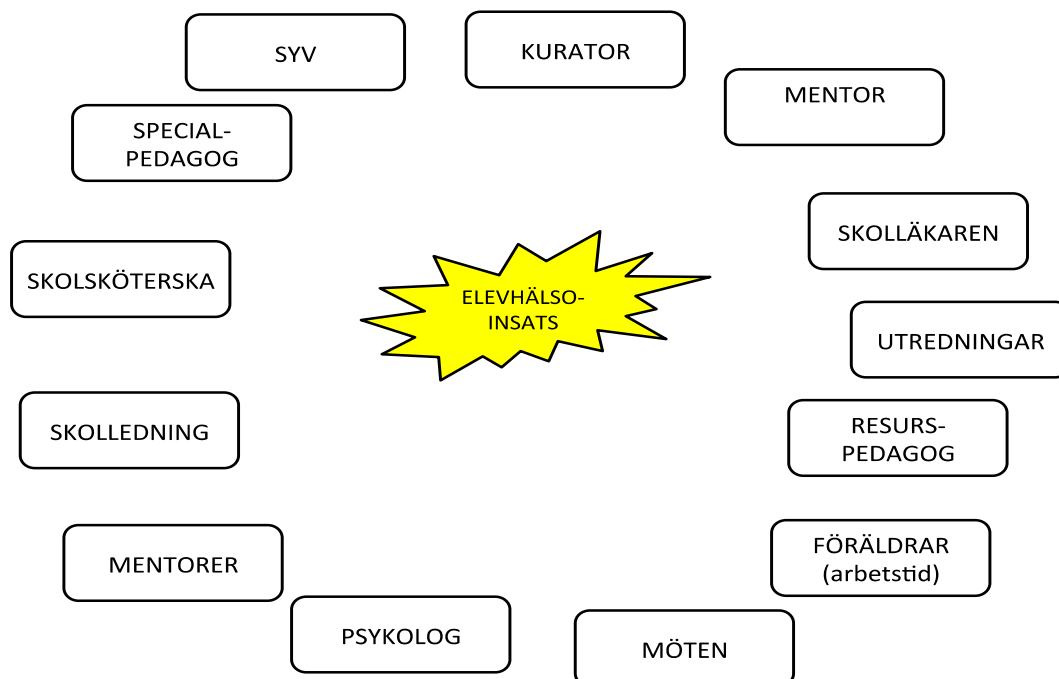 SYV
KURATOR
MENTOR
SPECIAL-
PEDAGOG
SKOLLÄKAREN
SKOLSKÖTERSKA
ELEVHÄLSO-
INSATS
UTREDNINGAR
SKOLLEDNING
RESURS-
PEDAGOG
MENTORER
FÖRÄLDRAR
(arbetstid)
PSYKOLOG
MÖTEN